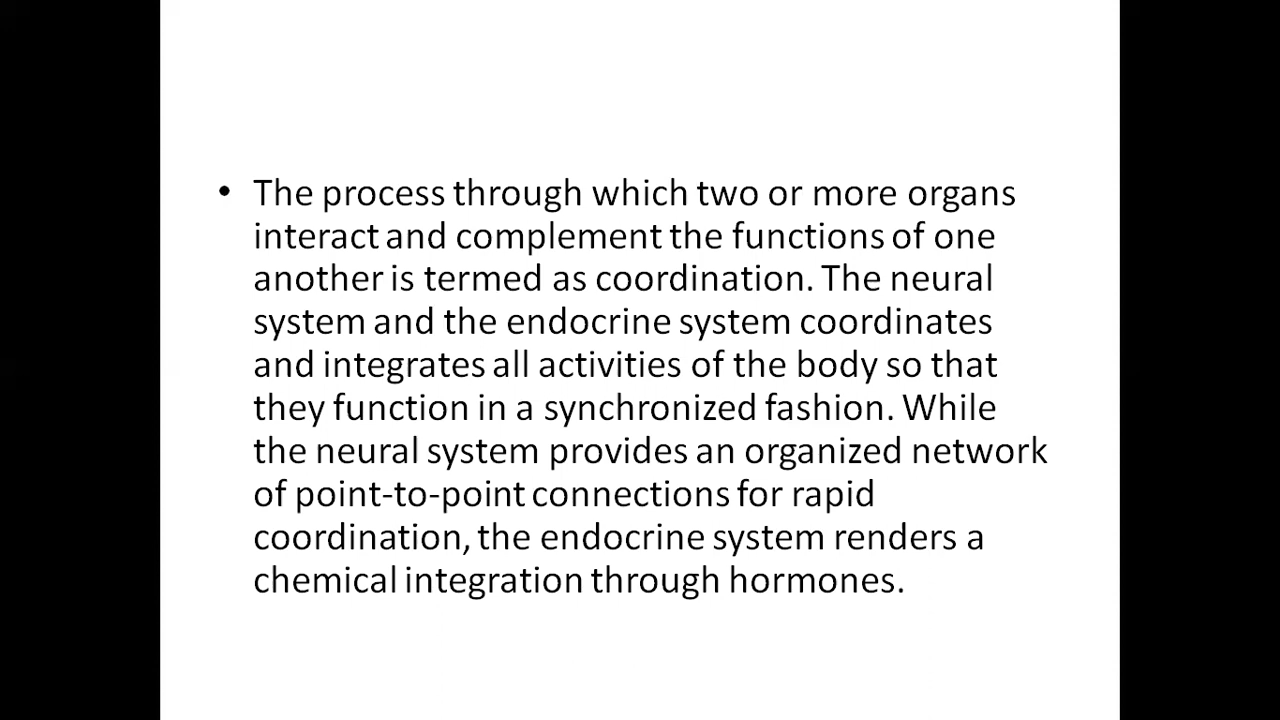 • The process through which two or more organs
interact and complement the functions of one
another is termed as coordination. The neural
system and the endocrine system coordinates
and integrates all activities of the body so that
they function in a synchronized fashion. While
the neural system provides an organized network
of point-to-point connections for rapid
coordination, the endocrine system renders a
chemical integration through hormones.